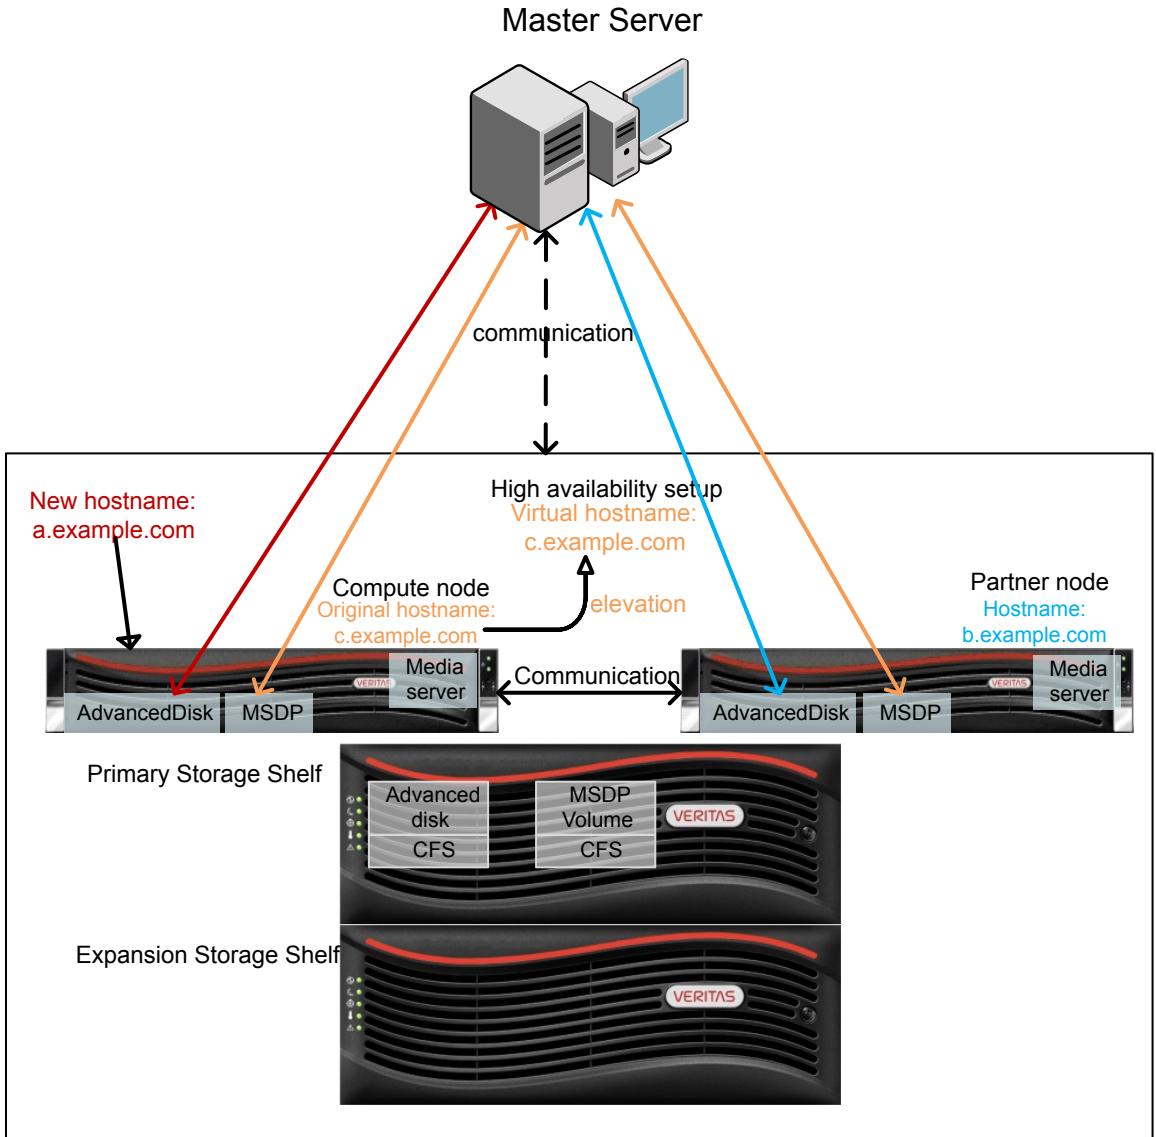 Master Server
communication
New hostname:
a.example.com
High availability setup
Virtual hostname:
c.example.com
Compute node
Original hostname:
c.example.com
elevation
Partner node
Hostname:
b.example.com
Media
server
VERITAS
AdvancedDisk
MSDP
Communication
Media
server
VERITAS
AdvancedDisk
MSDP
Primary Storage Shelf
Advanced
disk
CFS
MSDP
Volume
CFS
VERITAS
Expansion Storage Shelf
VERITAS